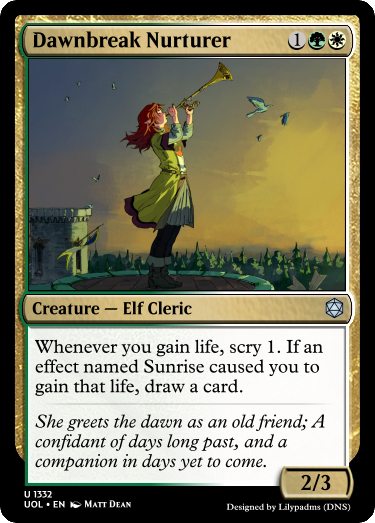 Dawnbreak Nurturer 1
Creature — Elf Cleric
Whenever you gain life, scry 1. If an
effect named Sunrise caused you to
gain that life, draw a card.
She greets the dawn as an old friend; A
confidant of days long past, and a
companion in days yet to come.
2/3
U 1332
UOL • EN Matt Dean
Designed by Lilypadms (DNS)